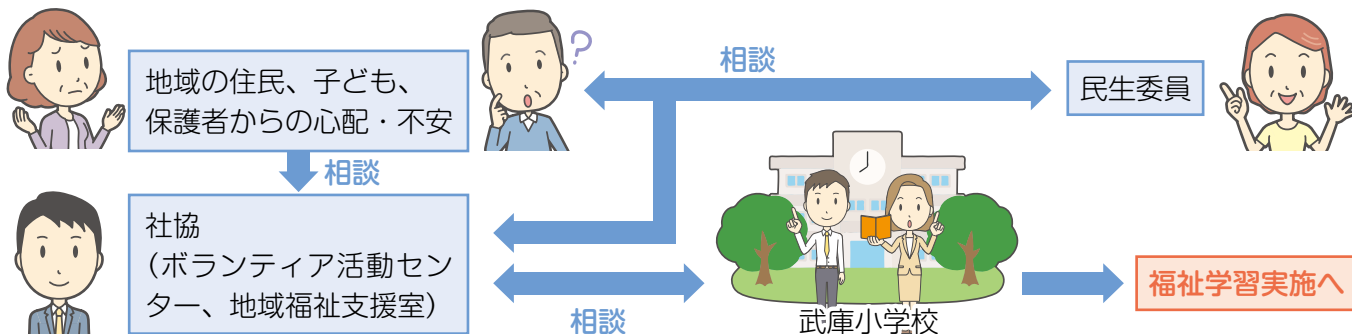 地域の住民、子ども、
保護者からの心配・不安
?
相談
民生委員
相談
社協
（ボランティア活動セン
ター、地域福祉支援室）
相談
武庫小学校
福祉学習実施へ